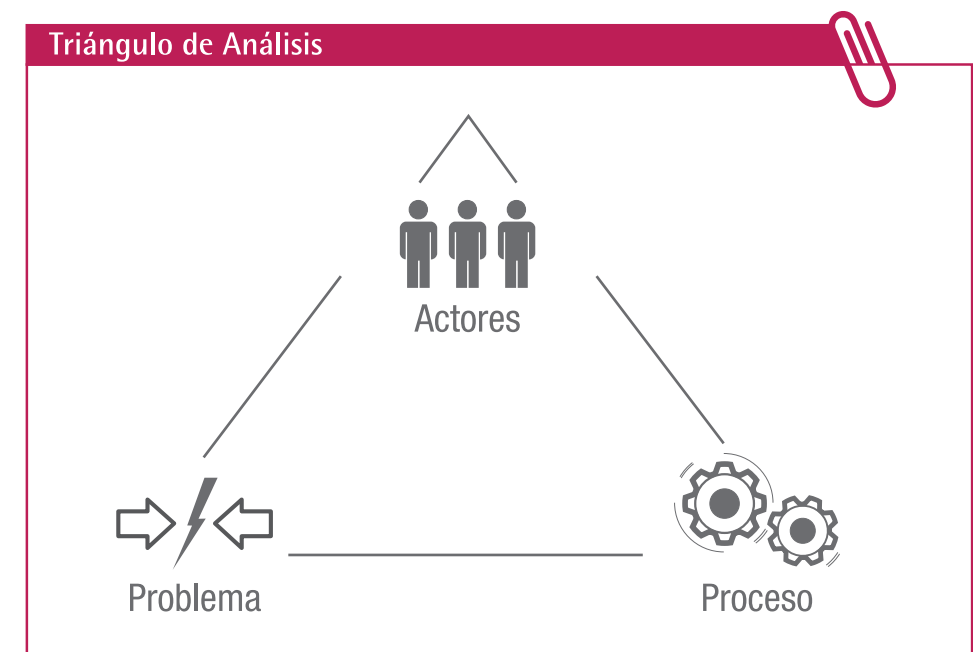 Triángulo de Análisis
Actores
Problema
Proceso